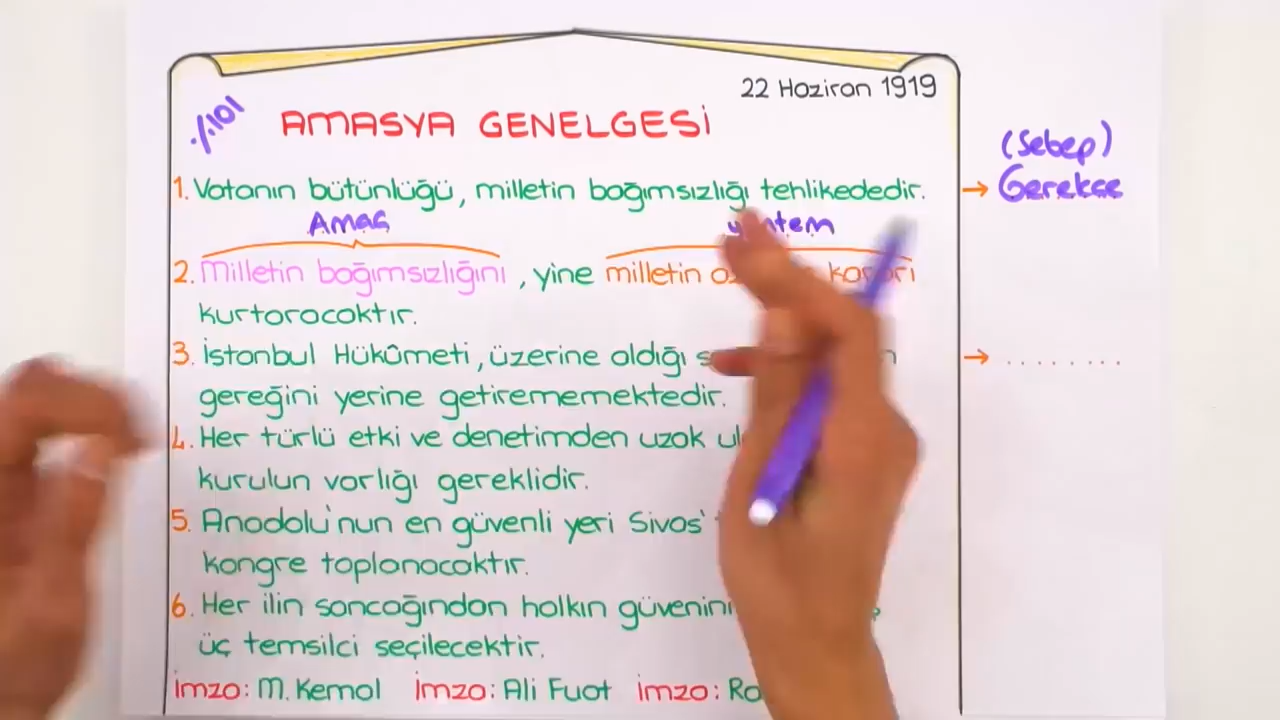 22 Haziran 1919
%101
AMASYA GENELGESİ
(Sebep)
1. Vatanın bütünlüğü, milletin bağımsızlığı tehlikededir. → Gerekçe
Amaç
2. Milletin bağımsızlığını, yine milletin
kurtaracaktır.
3. İstanbul Hükûmeti, üzerine aldığı → ........
gereğini yerine getirememektedir.
4. Her türlü etki ve denetimden uzak
kurulun varlığı gereklidir.
5. Anadolu'nun en güvenli yeri Sivas'
kongre toplanacaktır.
6. Her ilin sancağından halkın güvenini
üç temsilci seçilecektir.
İmza: M. Kemal İmza: Ali Fuat İmza: